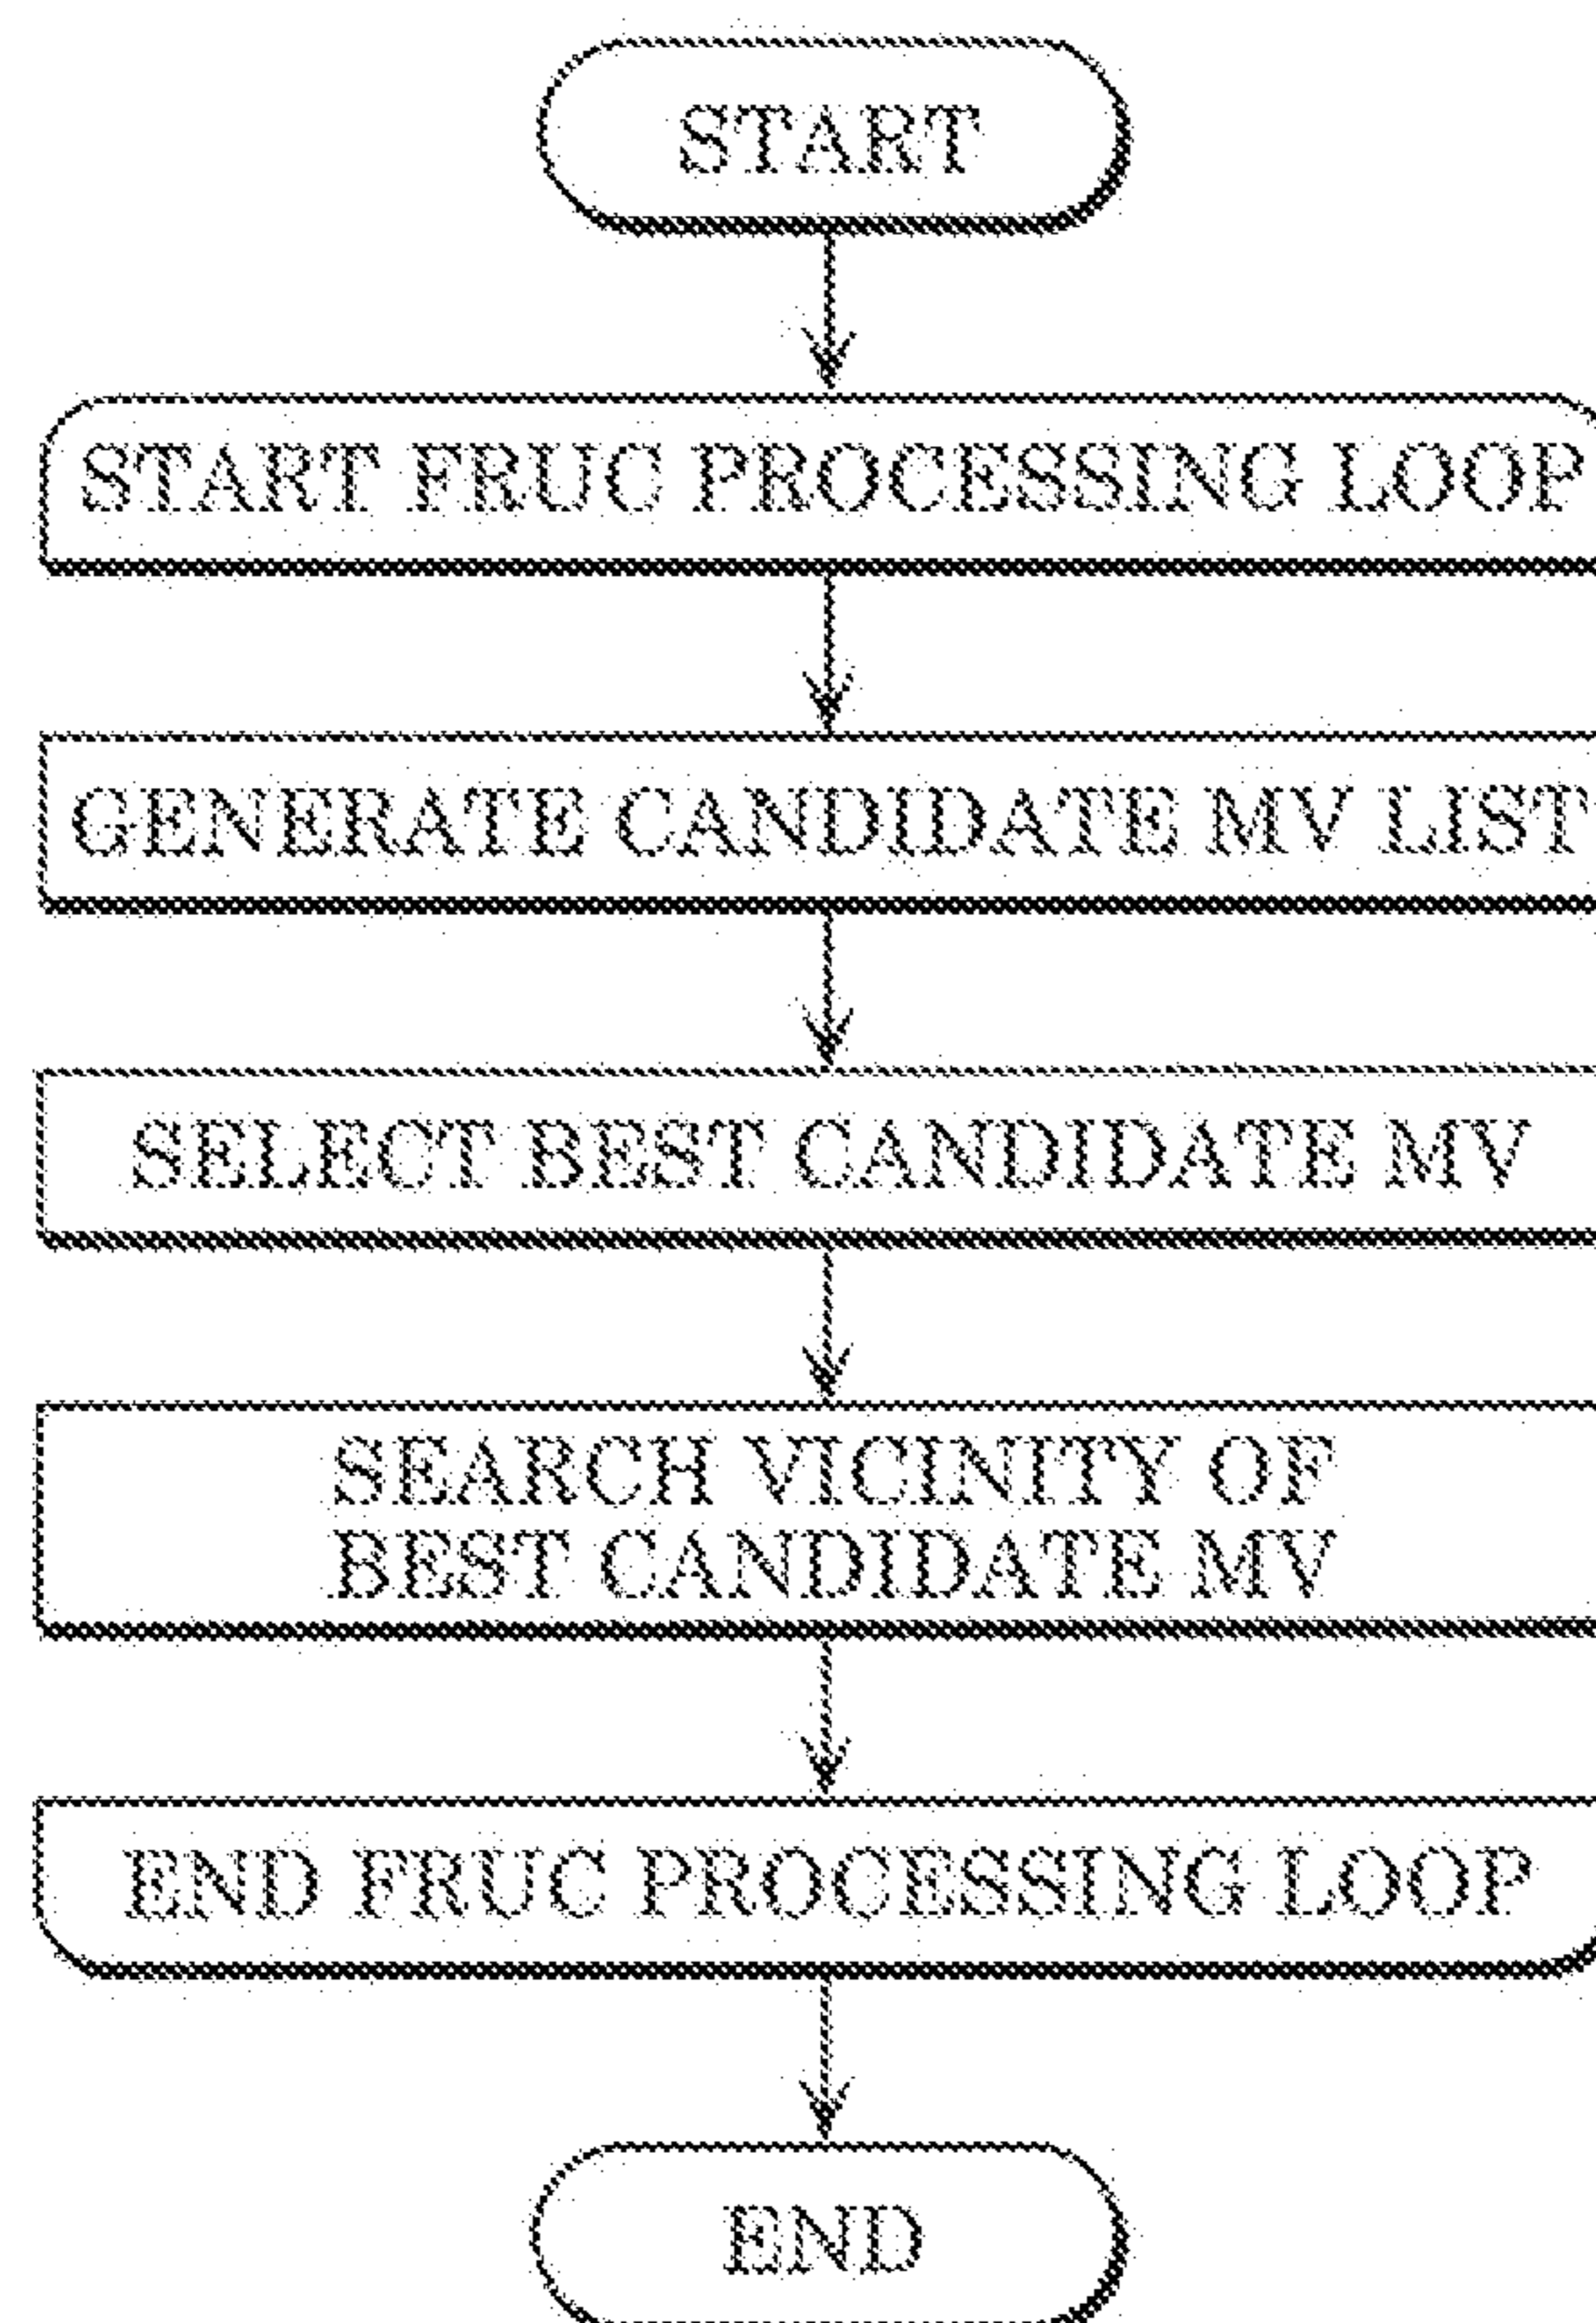 START
START FRUC PROCESSING LOOP
GENERATE CANDIDATE MV LIST
SELECT BEST CANDIDATE MV
SEARCH VICINITY OF
BEST CANDIDATE MV
END FRUC PROCESSING LOOP
END